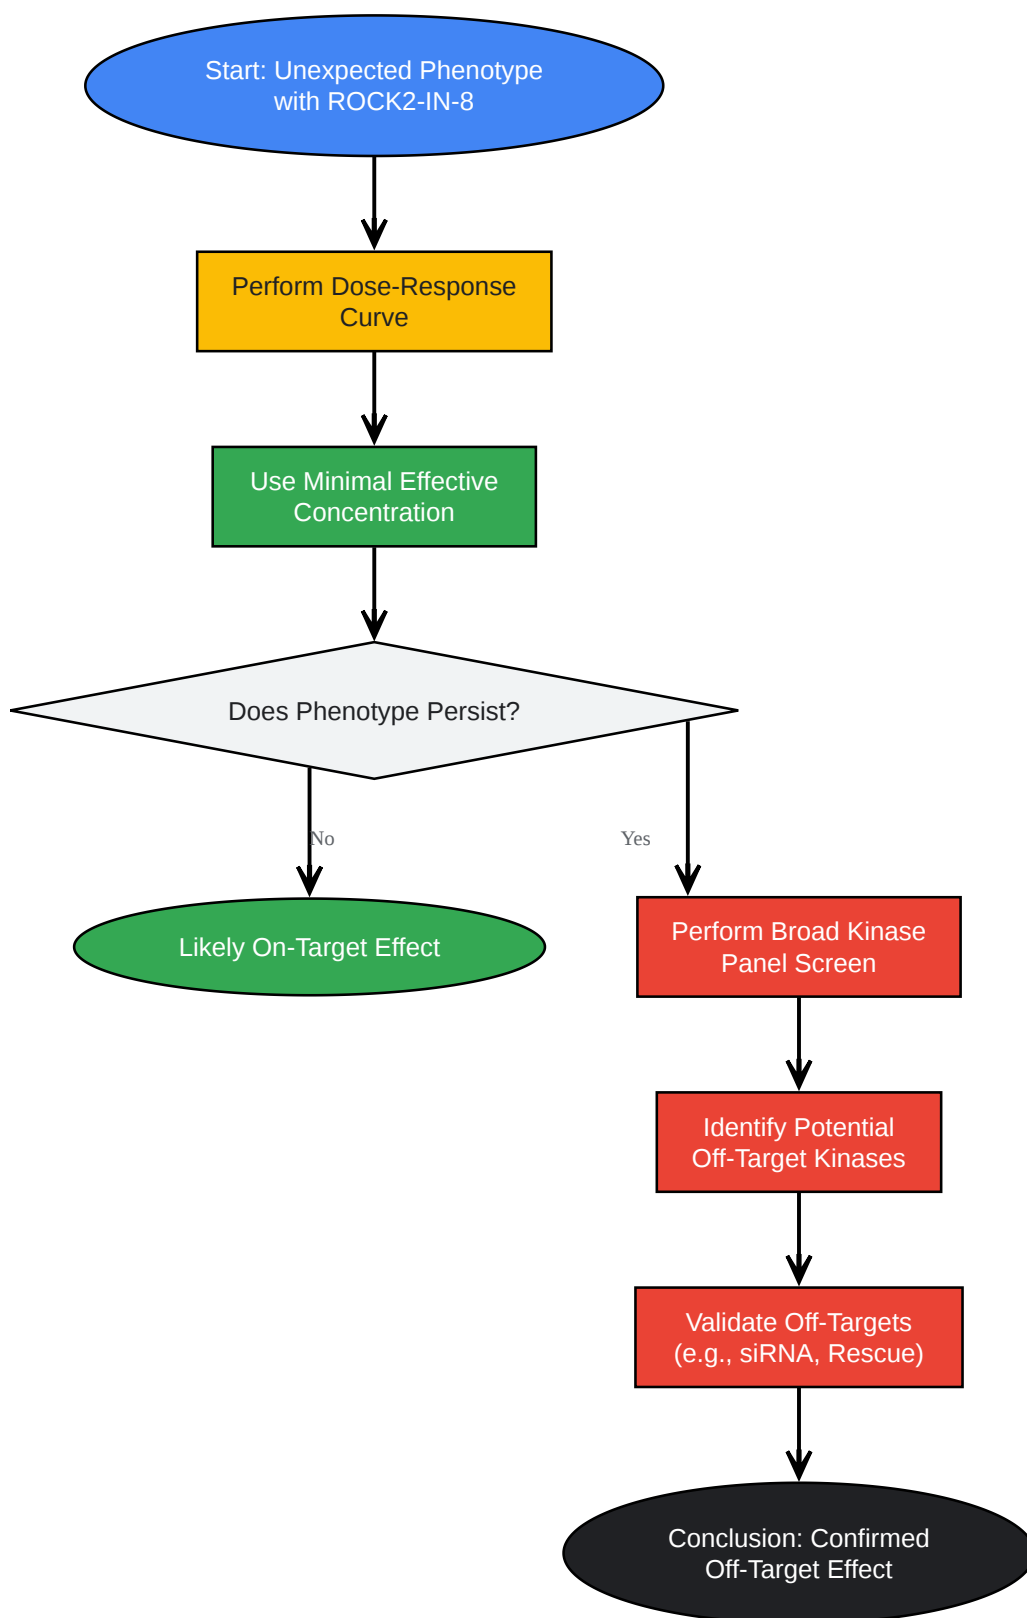 Start: Unexpected Phenotype
with ROCK2-IN-8
Perform Dose-Response
Curve
Use Minimal Effective
Concentration
Does Phenotype Persist?
No
Yes
Likely On-Target Effect
Perform Broad Kinase
Panel Screen
Identify Potential
Off-Target Kinases
Validate Off-Targets
(e.g., siRNA, Rescue)
Conclusion: Confirmed
Off-Target Effect